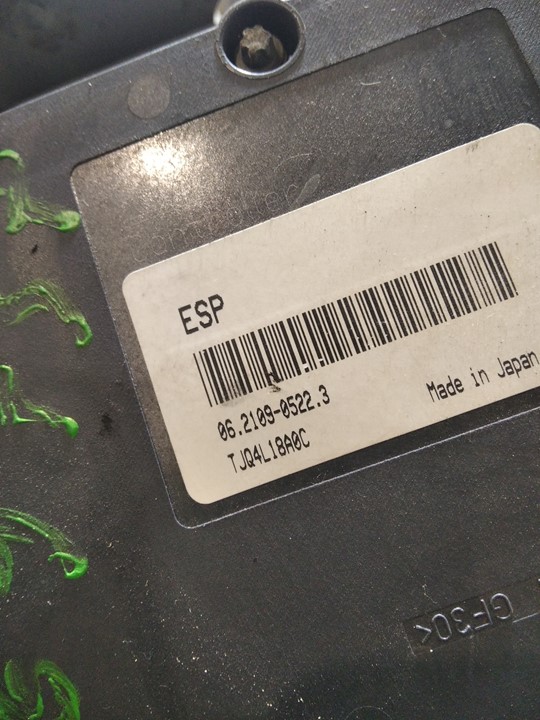 ESP
06.2109-0522.3
TJQ4L18A0C
Made in Japan
GF30<